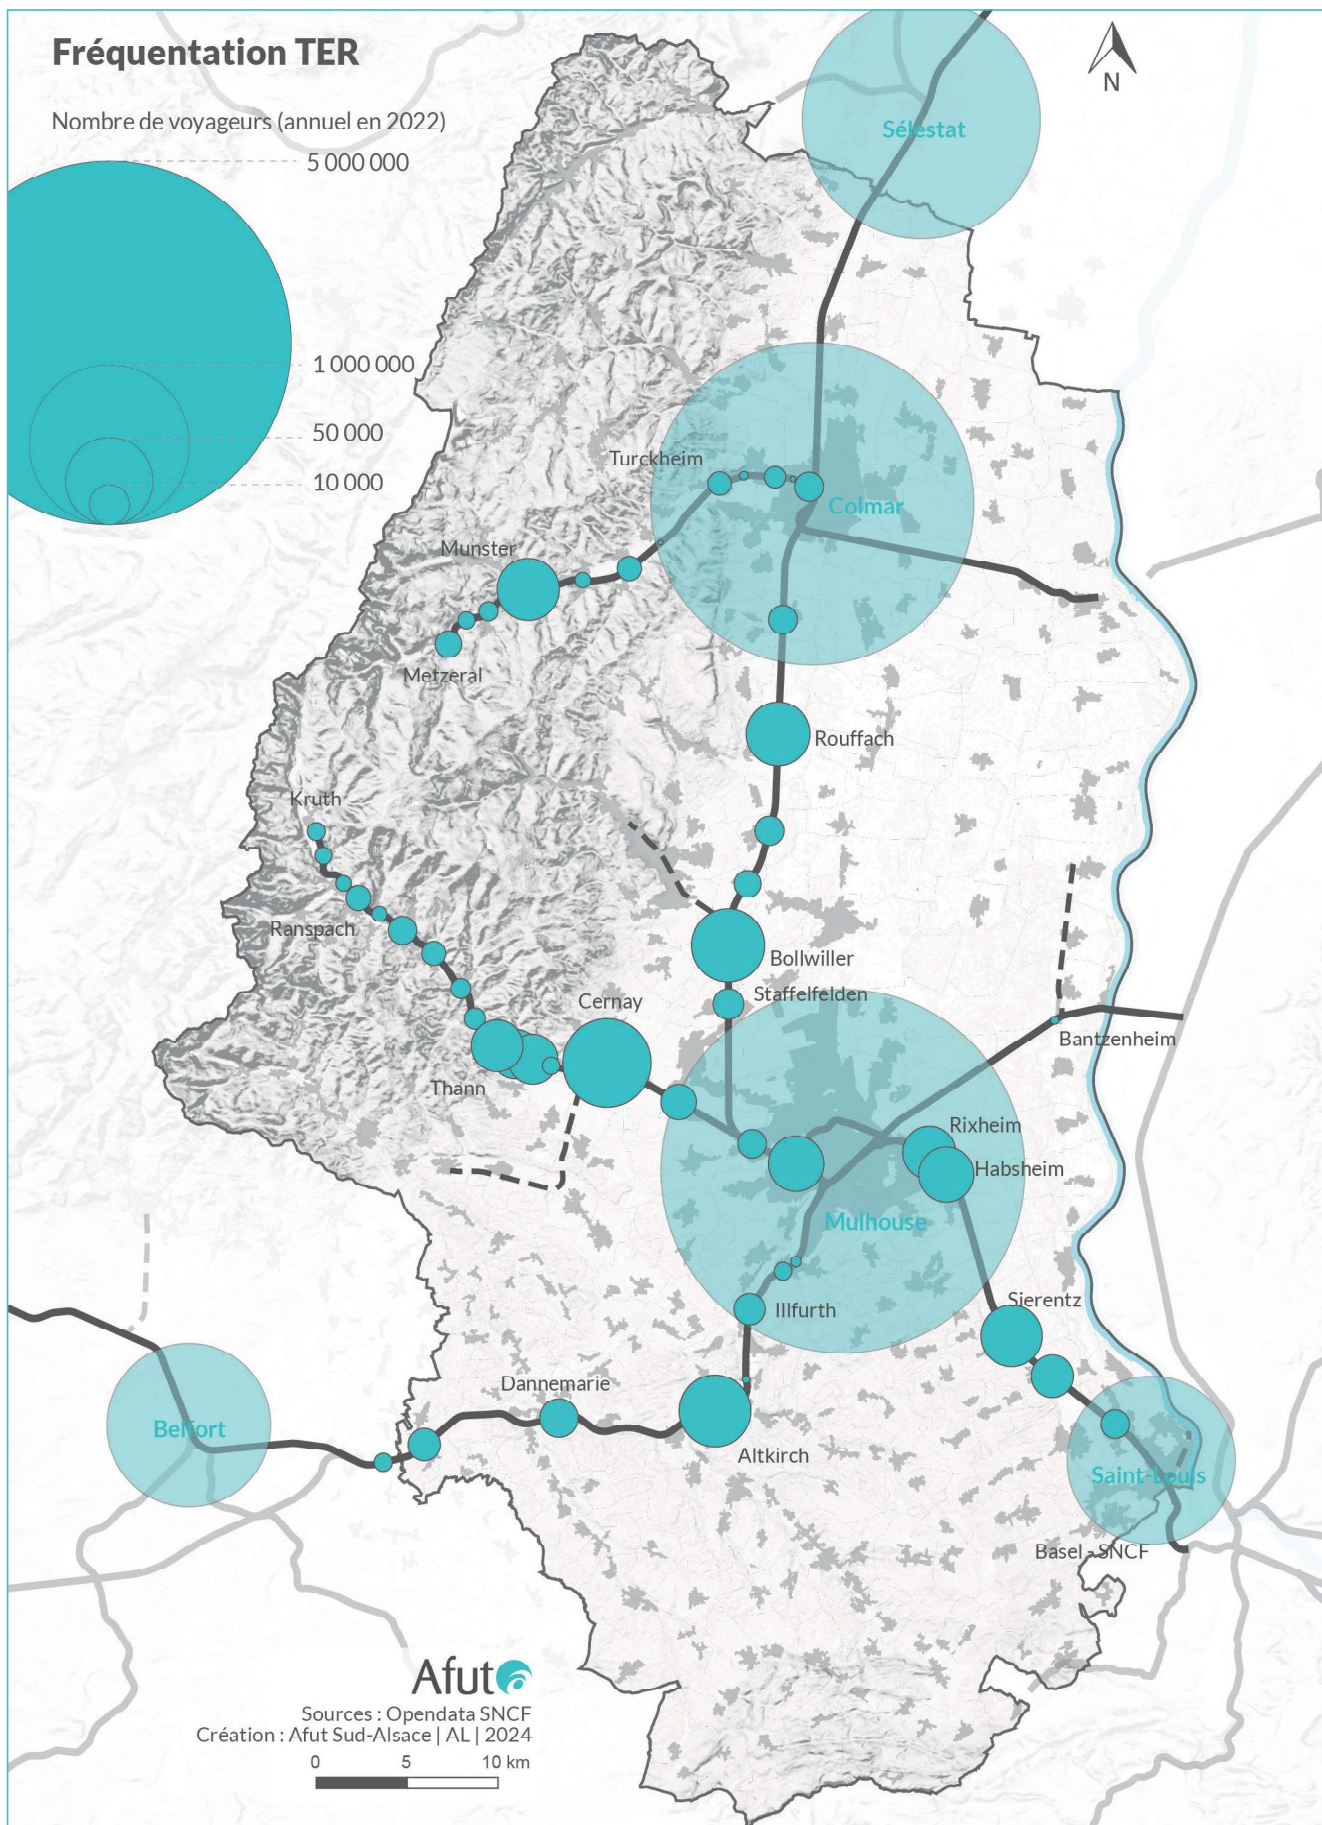 Fréquentation TER
Nombre de voyageurs (annuel en 2022)
5 000 000
1 000 000
50 000
10 000
N
Sélestat
Turckheim
Colmar
Munster
Metzeral
Rouffach
Kruth
Ranspach
Bollwiller
Staffelfelden
Cernay
Bantzenheim
Thann
Rixheim
Habsheim
Mulhouse
Illfurth
Sierentz
Dannemarie
Belfort
Altkirch
Saint-Louis
Basel - SNCF
Afut
Sources : Opendata SNCF
Création : Afut Sud-Alsace | AL | 2024
0 5 10 km